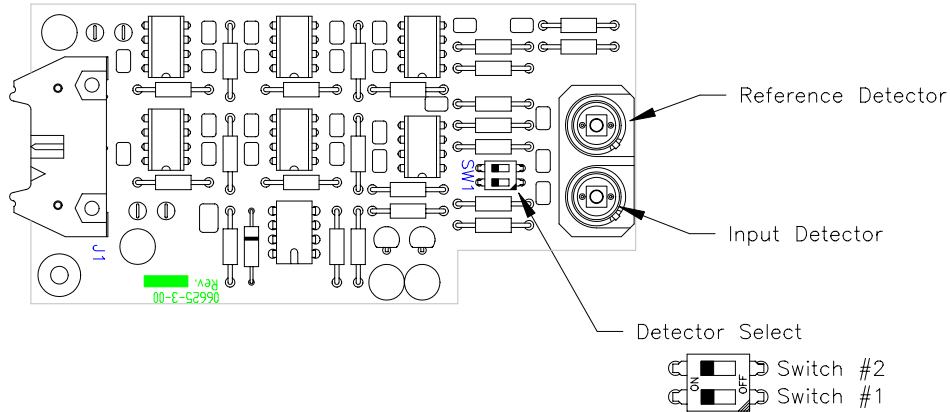 Reference Detector
SW1
Input Detector
J1
Rev.
06625-3-00
Detector Select
ON
OFF
Switch #2
Switch #1